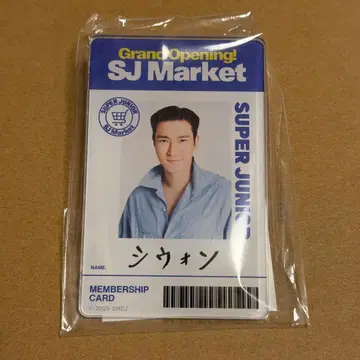 Grand Opening!
SJ Market
SUPER JUNIOR
SJ Market
SUPER JUNIOR
NAME.
シウォン
MEMBERSHIP
CARD